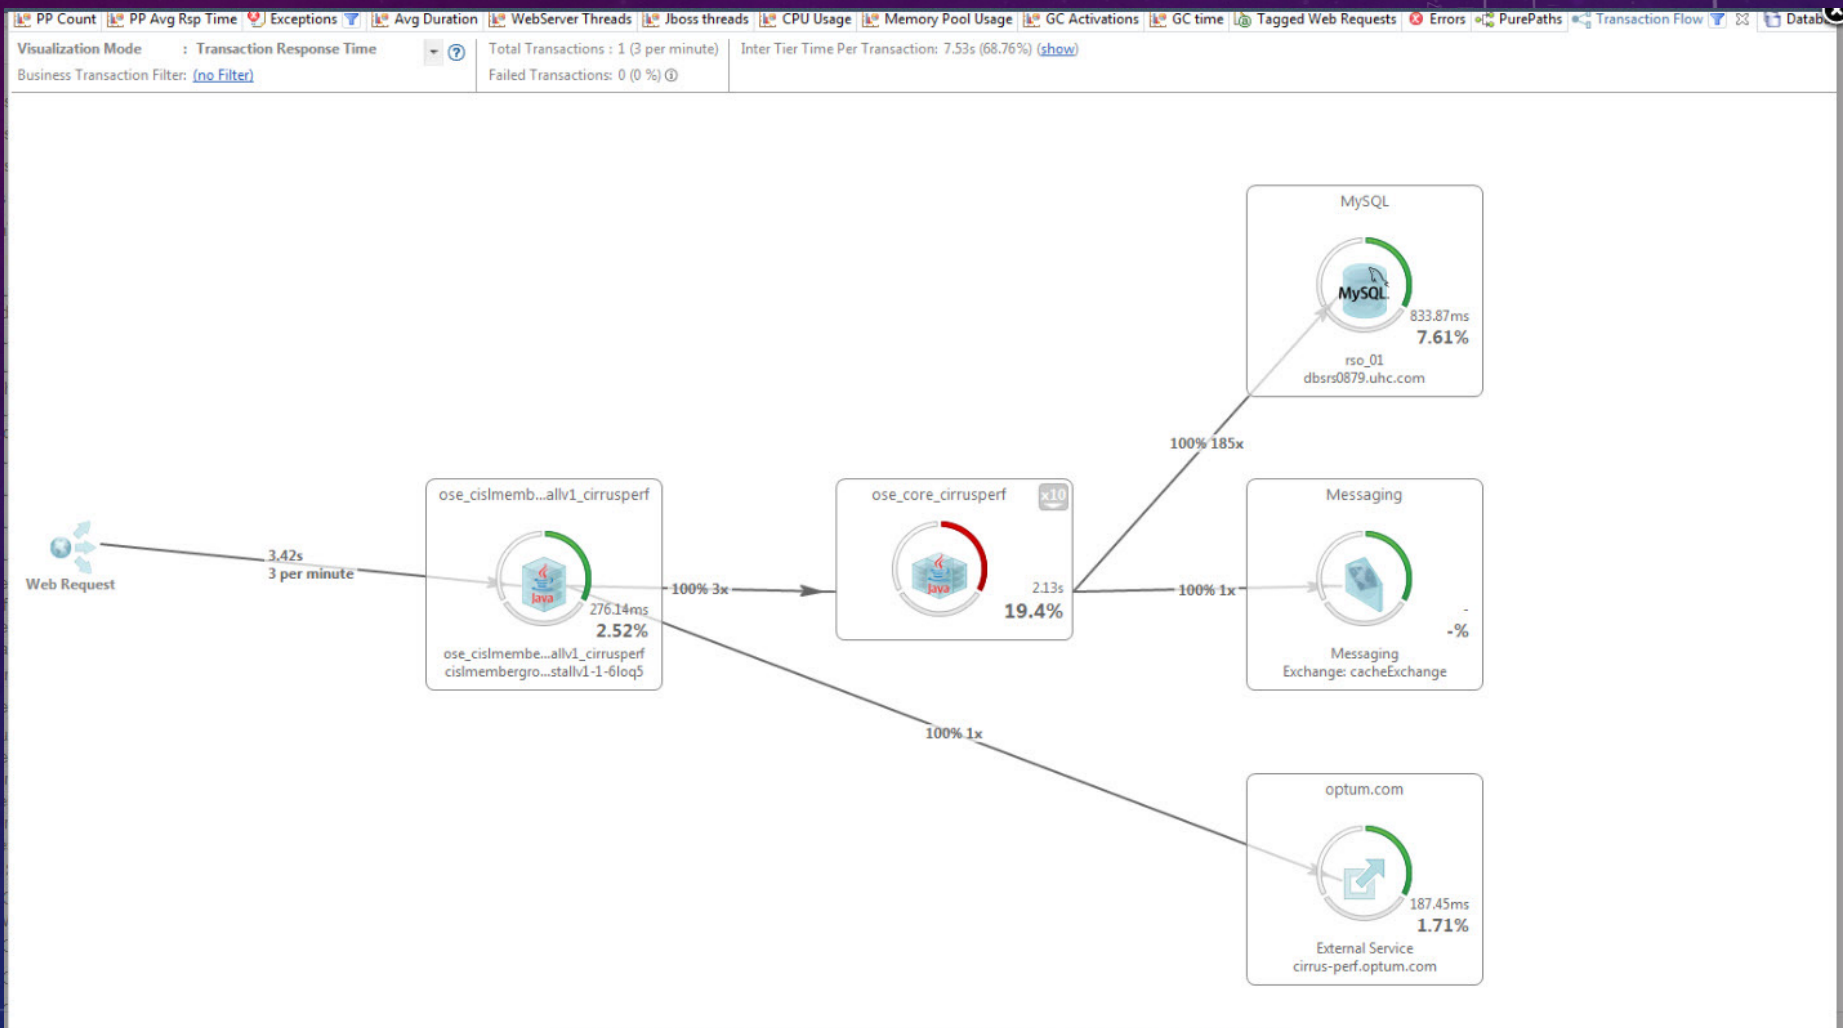 PP Count PP Avg Rsp Time Exceptions Avg Duration WebServer Threads Jboss threads CPU Usage Memory Pool Usage GC Activations GC time Tagged Web Requests Errors PurePaths Transaction Flow
Visualization Mode : Transaction Response Time
Business Transaction Filter: (no Filter)
Total Transactions : 1 (3 per minute)
Failed Transactions: 0 (0 %)
Inter Tier Time Per Transaction: 7.53s (68.76%) (show)
MySQL
MySQL
833.87ms
7.61%
rso_01
dbsrs0879.uhc.com
100% 185x
Web Request
3.42s
3 per minute
ose_cislmemb...allv1_cirrusperf
Java
276.14ms
2.52%
ose_cislmembe...allv1_cirrusperf
cislmembergro...stallv1-1-6loq5
100% 3x
ose_core_cirrusperf
x10
Java
2.13s
19.4%
100% 1x
Messaging
-
-%
Messaging
Exchange: cacheExchange
100% 1x
optum.com
187.45ms
1.71%
External Service
cirrus-perf.optum.com